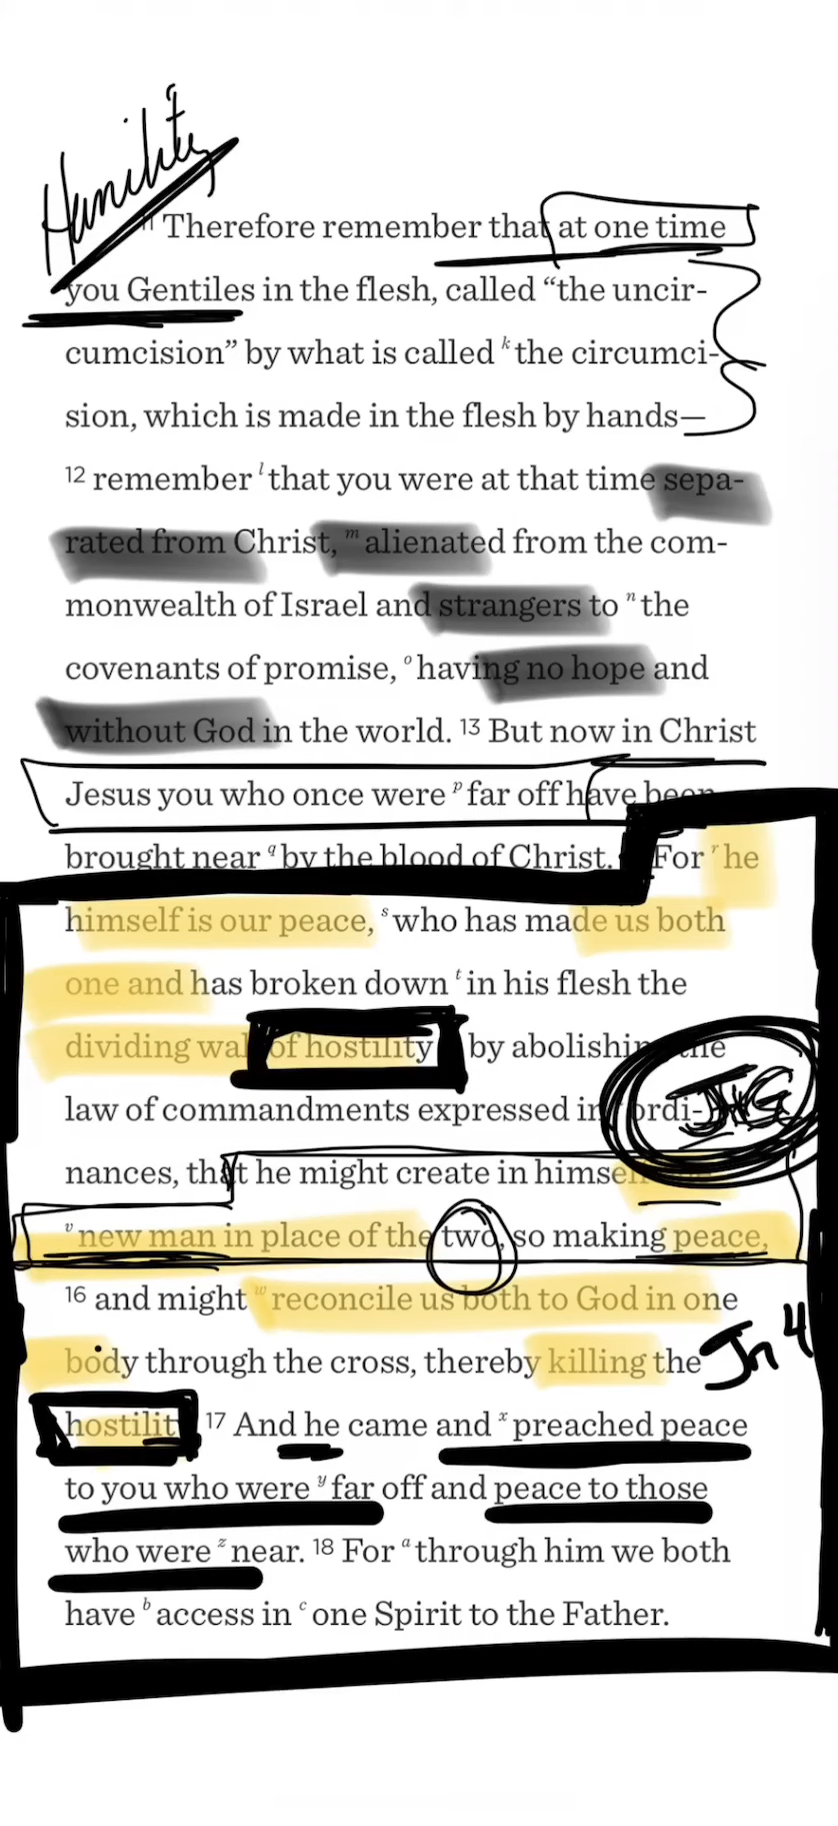 Humility
11 Therefore remember that at one time
you Gentiles in the flesh, called “the uncir-
cumcision” by what is called k the circumci-
sion, which is made in the flesh by hands—
12 remember l that you were at that time sepa-
rated from Christ, m alienated from the com-
monwealth of Israel and strangers to n the
covenants of promise, o having no hope and
without God in the world. 13 But now in Christ
Jesus you who once were p far off have been
brought near q by the blood of Christ. For r he
himself is our peace, s who has made us both
one and has broken down t in his flesh the
dividing wall of hostility by abolishing the
law of commandments expressed in ordi-
J+G
nances, that he might create in himself
v new man in place of the two, so making peace,
16 and might w reconcile us both to God in one
body through the cross, thereby killing the
Jn 4
hostility 17 And he came and x preached peace
to you who were y far off and peace to those
who were z near. 18 For a through him we both
have b access in c one Spirit to the Father.